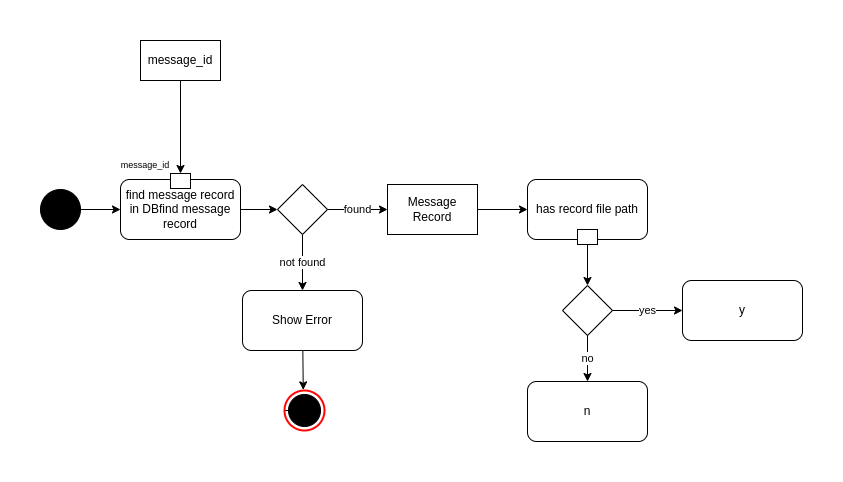 message_id
message_id
find message record
in DBfind message
record
found
Message
Record
has record file path
not found
Show Error
yes
y
no
n